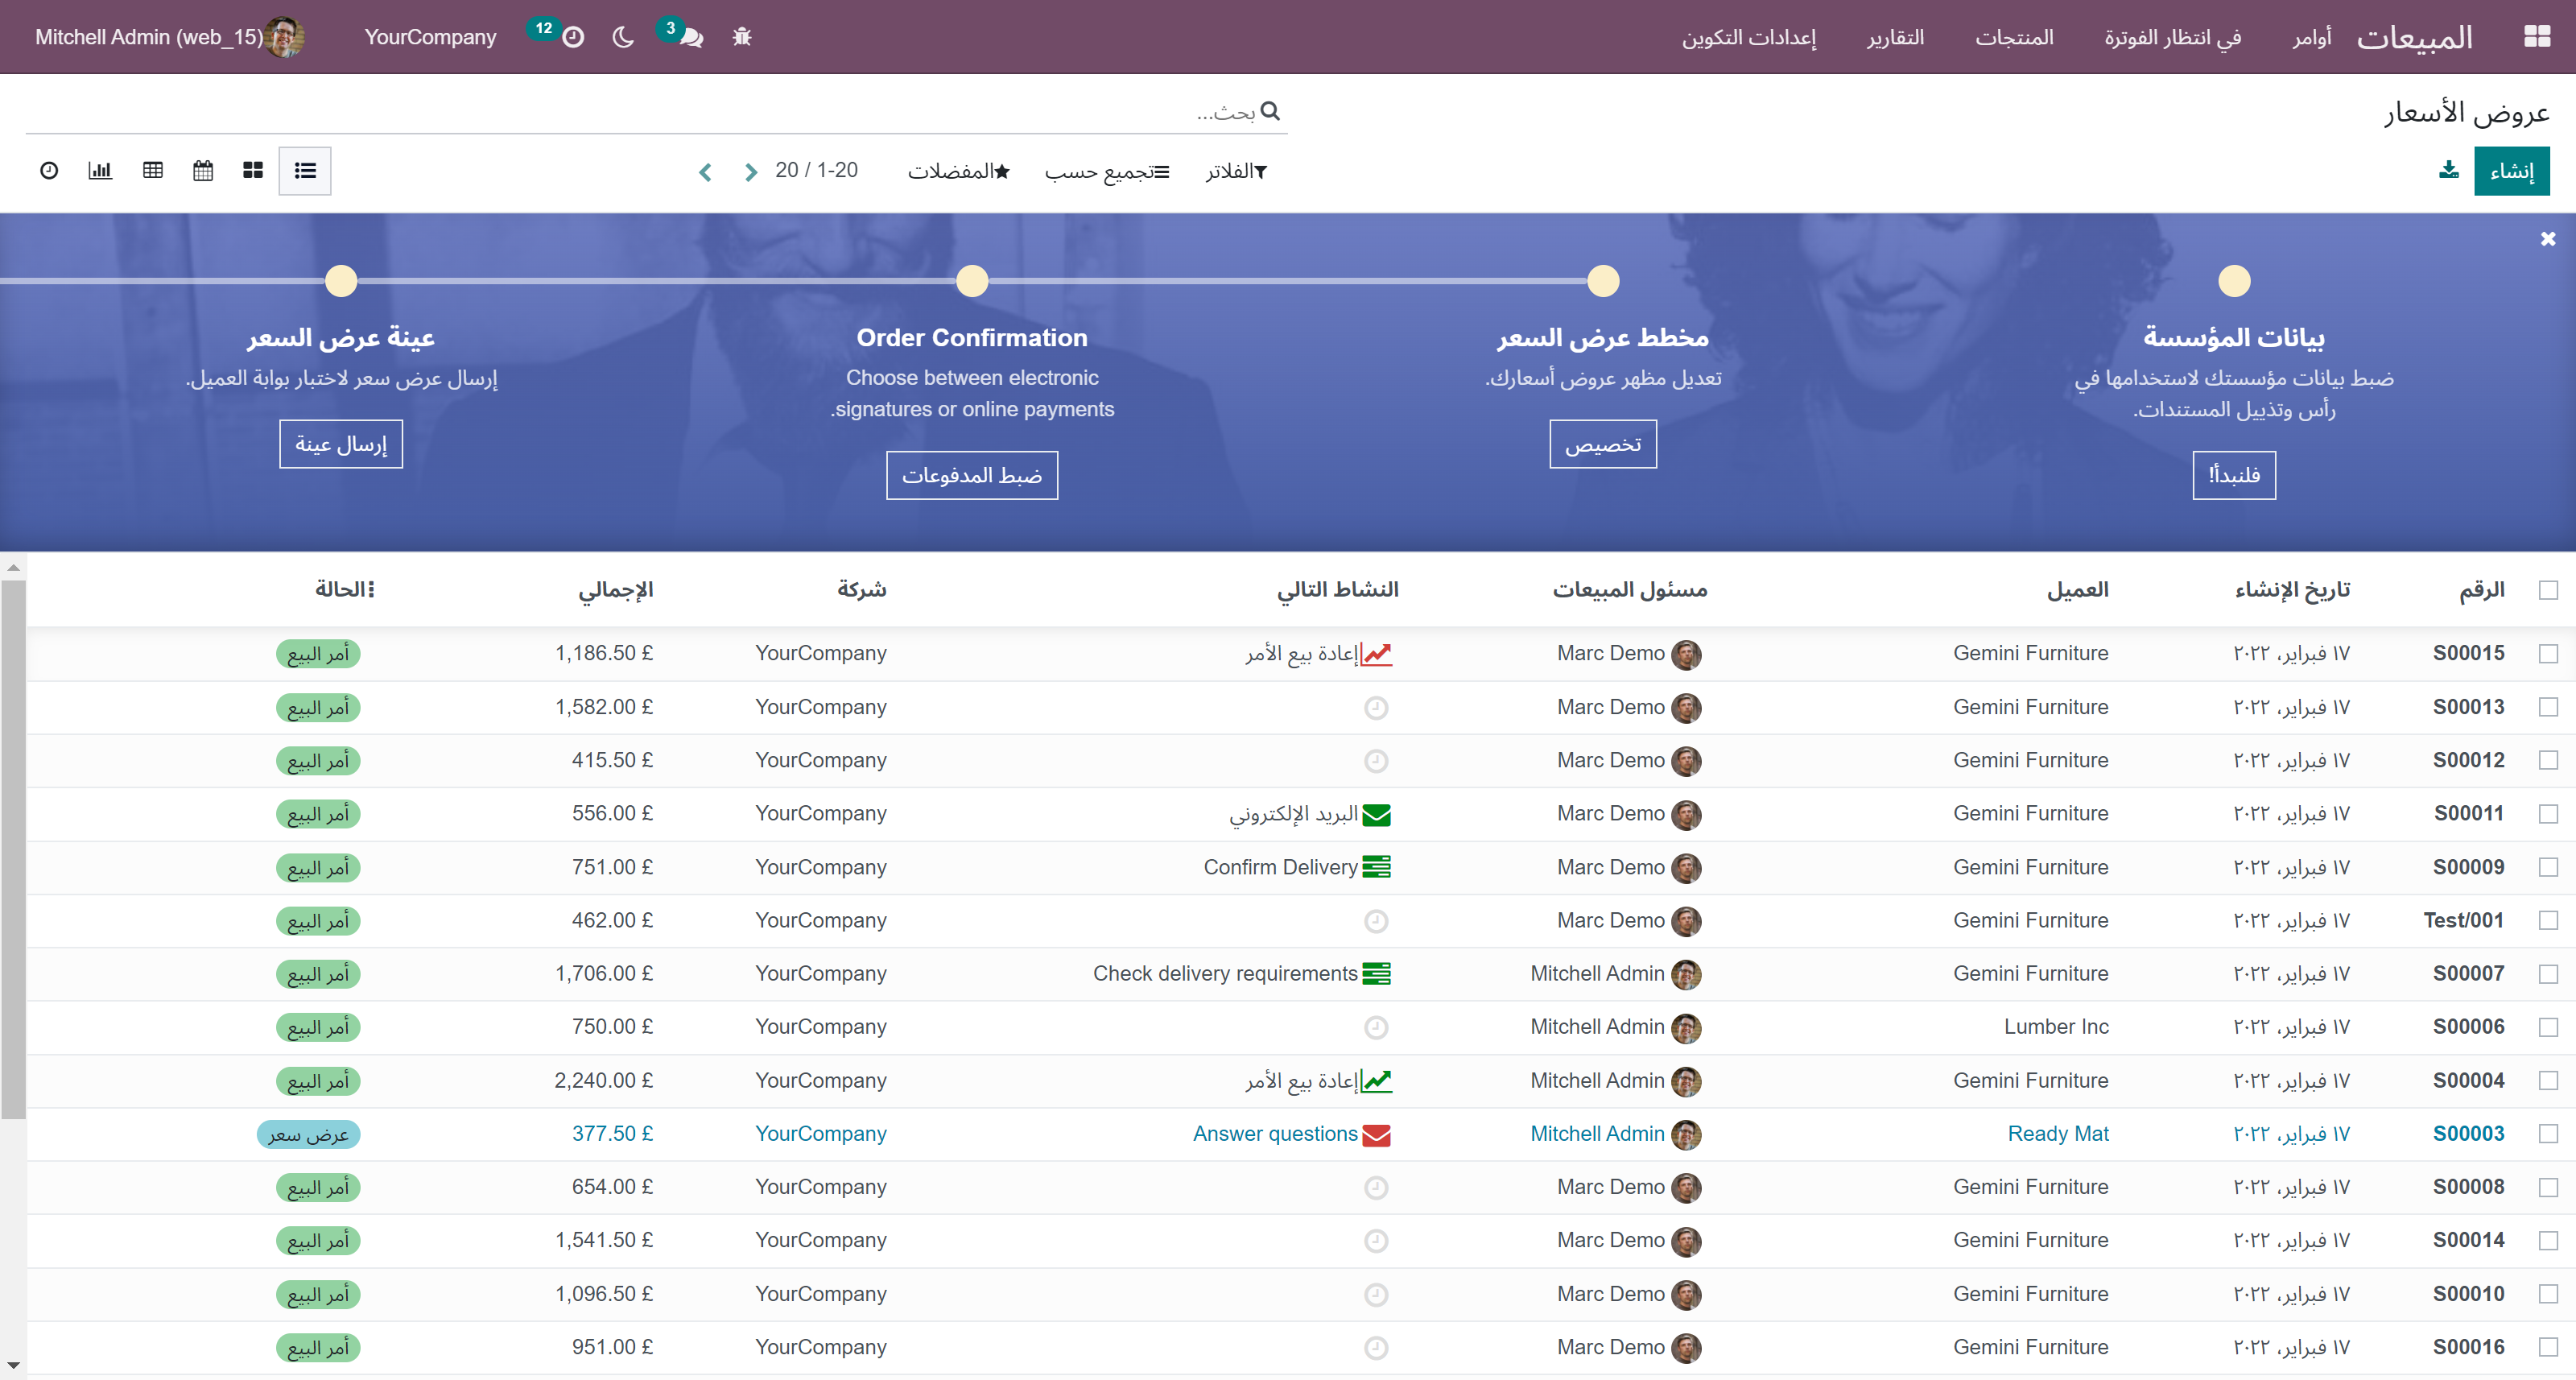 المبيعات أوامر في انتظار الفوترة المنتجات التقارير إعدادات التكوين 3 12 YourCompany Mitchell Admin (web_15)
عروض الأسعار
بحث...
إنشاء
الفلاتر تجميع حسب المفضلات 1-20 / 20
بيانات المؤسسة
ضبط بيانات مؤسستك لاستخدامها في
رأس وتذييل المستندات.
فلنبدأ!
مخطط عرض السعر
تعديل مظهر عروض أسعارك.
تخصيص
Order Confirmation
Choose between electronic
.signatures or online payments
ضبط المدفوعات
عينة عرض السعر
إرسال عرض سعر لاختبار بوابة العميل.
إرسال عينة
الرقم تاريخ الإنشاء العميل مسئول المبيعات النشاط التالي شركة الإجمالي الحالة
S00015 ١٧ فبراير، ٢٠٢٢ Gemini Furniture Marc Demo إعادة بيع الأمر YourCompany 1,186.50 £ أمر البيع
S00013 ١٧ فبراير، ٢٠٢٢ Gemini Furniture Marc Demo YourCompany 1,582.00 £ أمر البيع
S00012 ١٧ فبراير، ٢٠٢٢ Gemini Furniture Marc Demo YourCompany 415.50 £ أمر البيع
S00011 ١٧ فبراير، ٢٠٢٢ Gemini Furniture Marc Demo البريد الإلكتروني YourCompany 556.00 £ أمر البيع
S00009 ١٧ فبراير، ٢٠٢٢ Gemini Furniture Marc Demo Confirm Delivery YourCompany 751.00 £ أمر البيع
Test/001 ١٧ فبراير، ٢٠٢٢ Gemini Furniture Marc Demo YourCompany 462.00 £ أمر البيع
S00007 ١٧ فبراير، ٢٠٢٢ Gemini Furniture Mitchell Admin Check delivery requirements YourCompany 1,706.00 £ أمر البيع
S00006 ١٧ فبراير، ٢٠٢٢ Lumber Inc Mitchell Admin YourCompany 750.00 £ أمر البيع
S00004 ١٧ فبراير، ٢٠٢٢ Gemini Furniture Mitchell Admin إعادة بيع الأمر YourCompany 2,240.00 £ أمر البيع
S00003 ١٧ فبراير، ٢٠٢٢ Ready Mat Mitchell Admin Answer questions YourCompany 377.50 £ عرض سعر
S00008 ١٧ فبراير، ٢٠٢٢ Gemini Furniture Marc Demo YourCompany 654.00 £ أمر البيع
S00014 ١٧ فبراير، ٢٠٢٢ Gemini Furniture Marc Demo YourCompany 1,541.50 £ أمر البيع
S00010 ١٧ فبراير، ٢٠٢٢ Gemini Furniture Marc Demo YourCompany 1,096.50 £ أمر البيع
S00016 ١٧ فبراير، ٢٠٢٢ Gemini Furniture Marc Demo YourCompany 951.00 £ أمر البيع